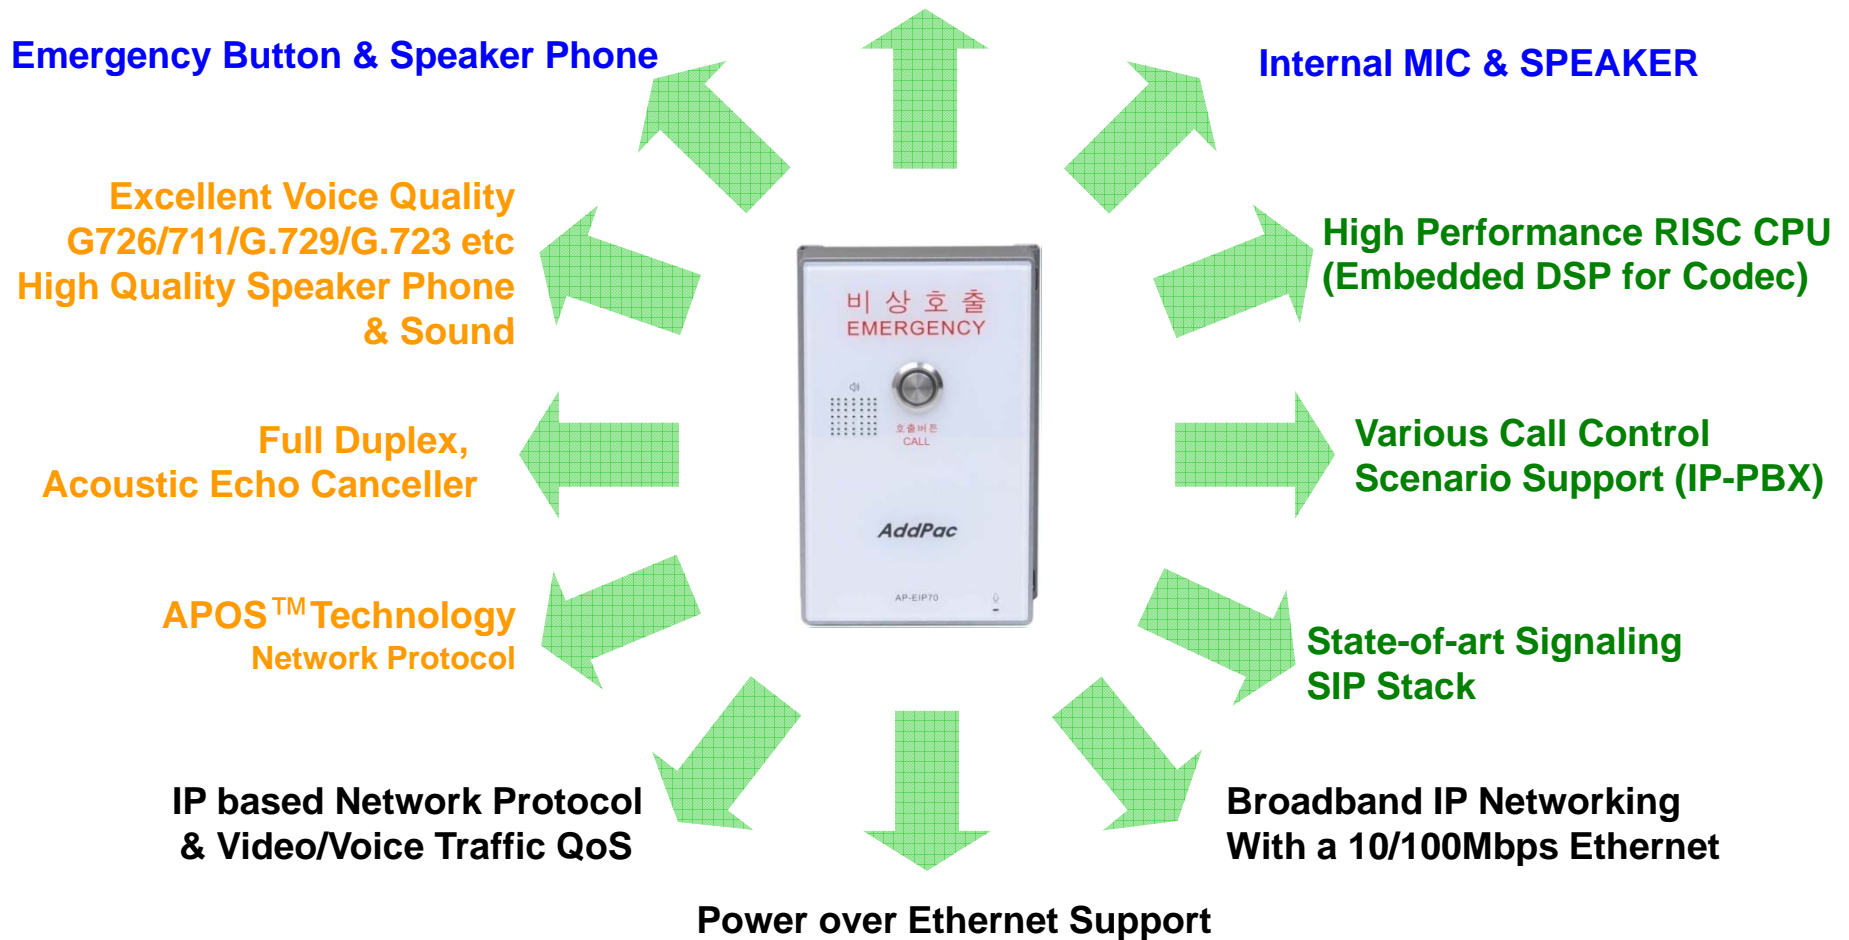 Emergency Button & Speaker Phone
Internal MIC & SPEAKER
Excellent Voice Quality
G726/711/G.729/G.723 etc
High Quality Speaker Phone
& Sound
High Performance RISC CPU
(Embedded DSP for Codec)
비상호출
EMERGENCY
호출버튼
CALL
AddPac
AP-EIP70
Full Duplex,
Acoustic Echo Canceller
Various Call Control
Scenario Support (IP-PBX)
APOS™Technology
Network Protocol
State-of-art Signaling
SIP Stack
IP based Network Protocol
& Video/Voice Traffic QoS
Broadband IP Networking
With a 10/100Mbps Ethernet
Power over Ethernet Support